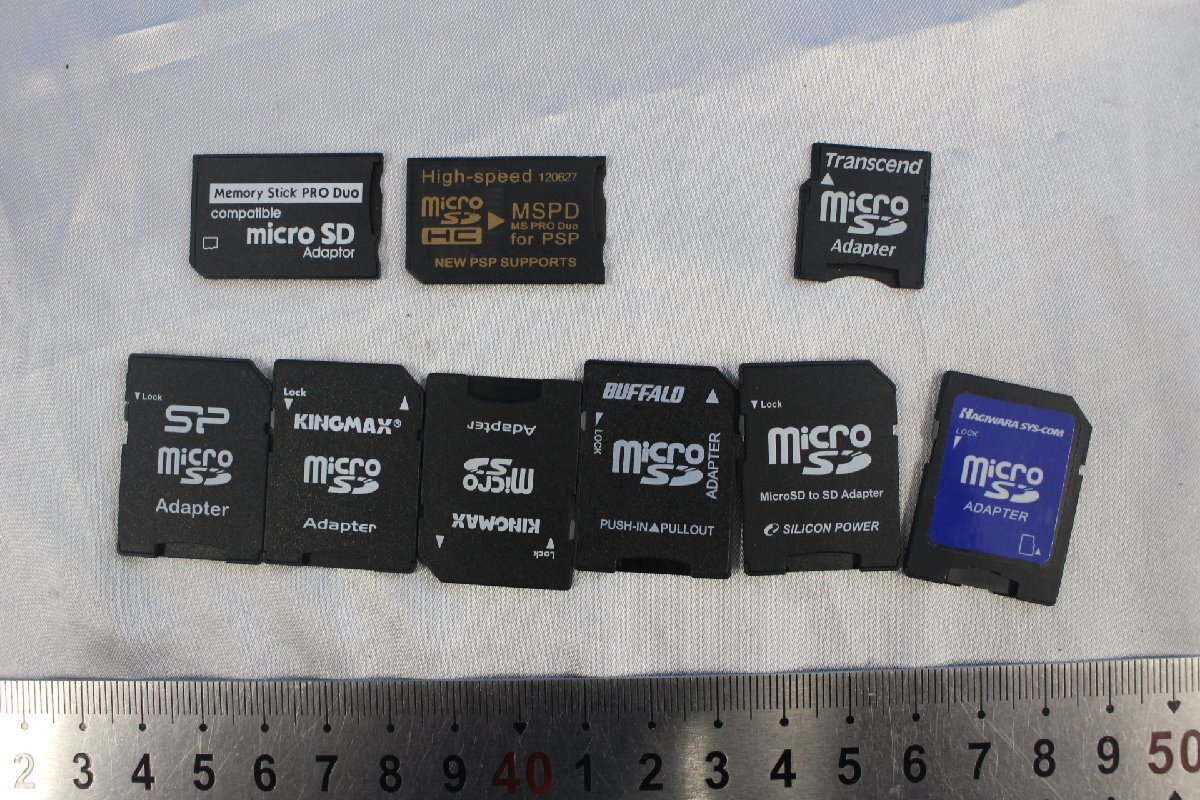 Memory Stick PRO Duo
compatible
micro SD
Adaptor
High-speed 120627
micro SD HC
MSPD
MS PRO Duo
for PSP
NEW PSP SUPPORTS
Transcend
micro SD
Adapter
Lock
SP
micro SD
Adapter
Lock
KINGMAX®
micro SD
Adapter
Lock
KINGMAX
micro SD
Adapter
BUFFALO
LOCK
micro SD
ADAPTER
PUSH-IN▲PULLOUT
Lock
micro SD
MicroSD to SD Adapter
SILICON POWER
HAGIWARA SYS-COM
LOCK
micro SD
ADAPTER
2 3 4 5 6 7 8 9 40 1 2 3 4 5 6 7 8 9 50